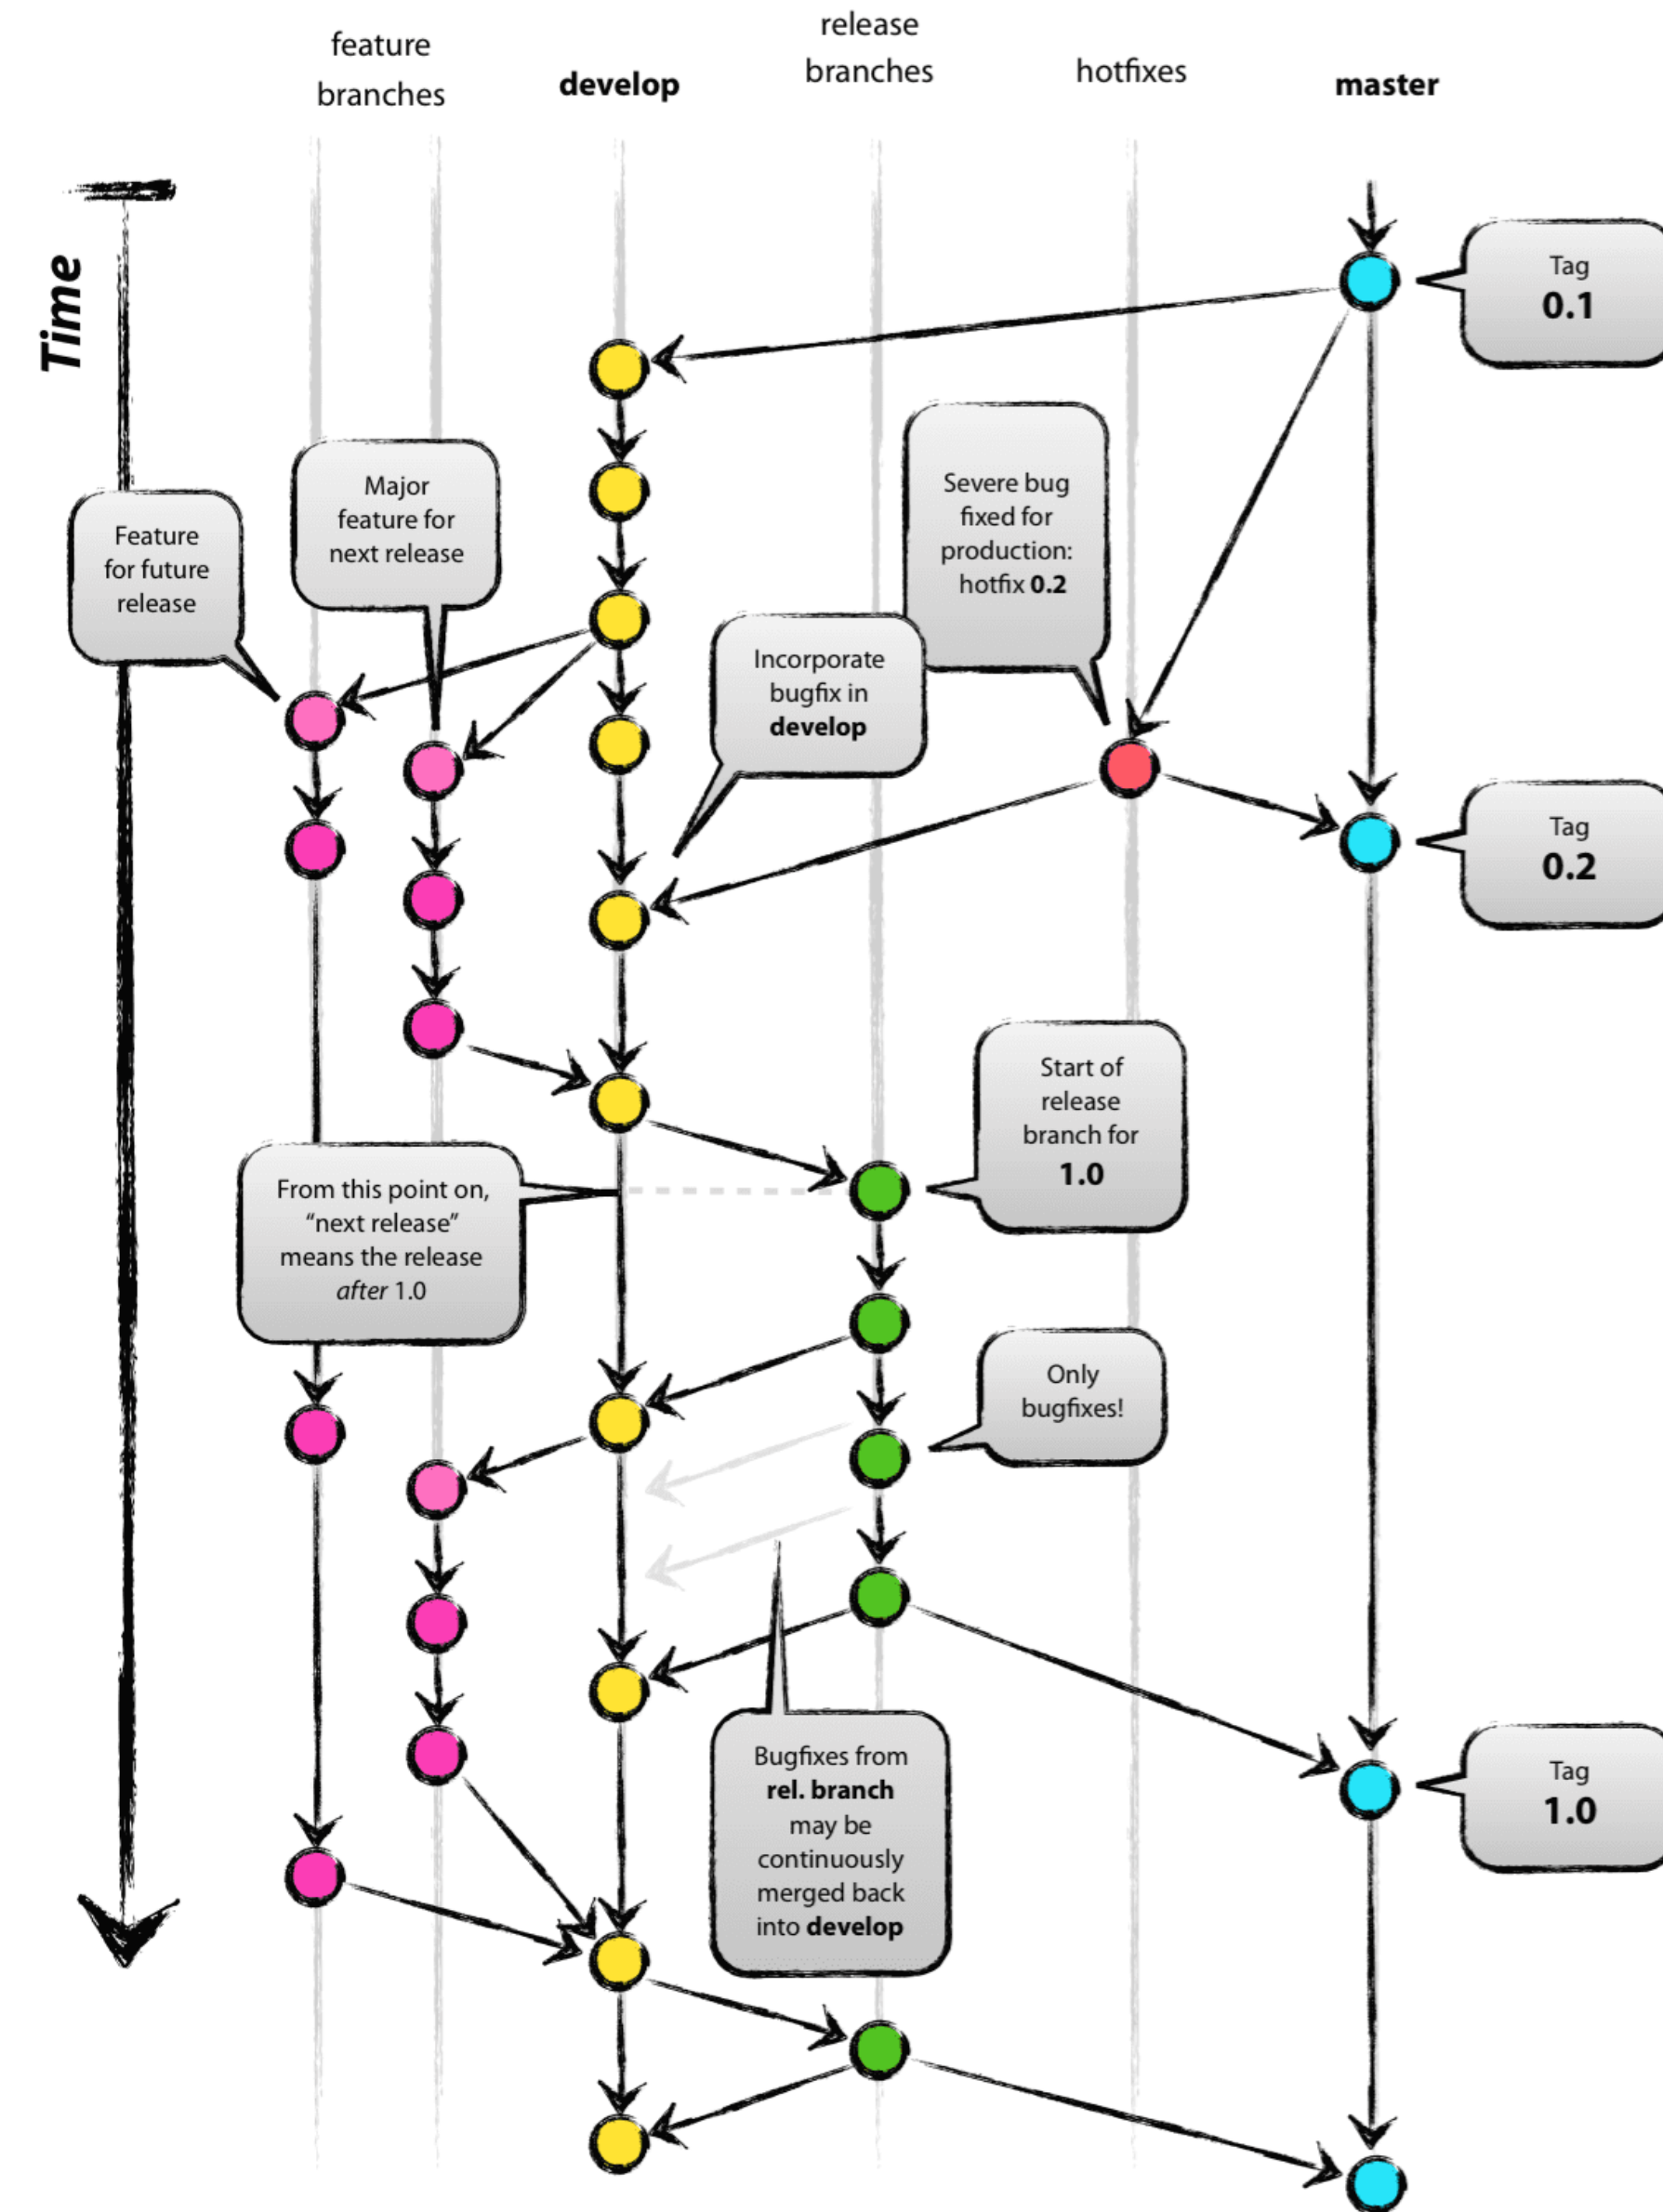 feature
branches
develop
release
branches
hotfixes
master
Time
Tag
0.1
Feature
for future
release
Major
feature for
next release
Severe bug
fixed for
production:
hotfix 0.2
Incorporate
bugfix in
develop
Tag
0.2
Start of
release
branch for
1.0
From this point on,
“next release”
means the release
after 1.0
Only
bugfixes!
Bugfixes from
rel. branch
may be
continuously
merged back
into develop
Tag
1.0